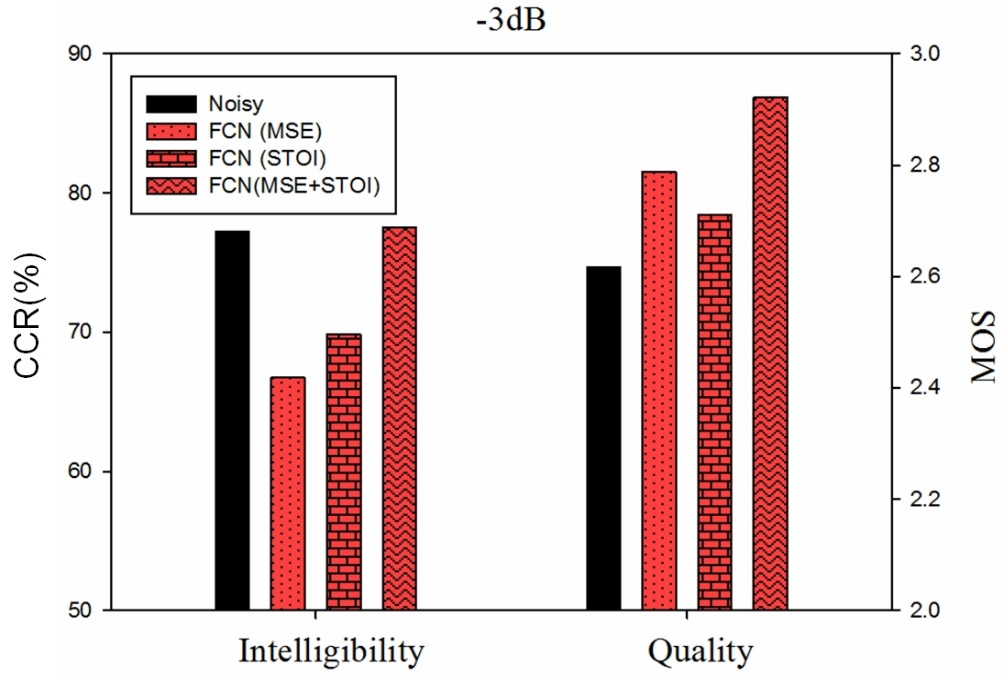 -3dB
90
80
70
60
50
CCR(%)
Noisy
FCN (MSE)
FCN (STOI)
FCN(MSE+STOI)
3.0
2.8
2.6
2.4
2.2
2.0
MOS
Intelligibility
Quality